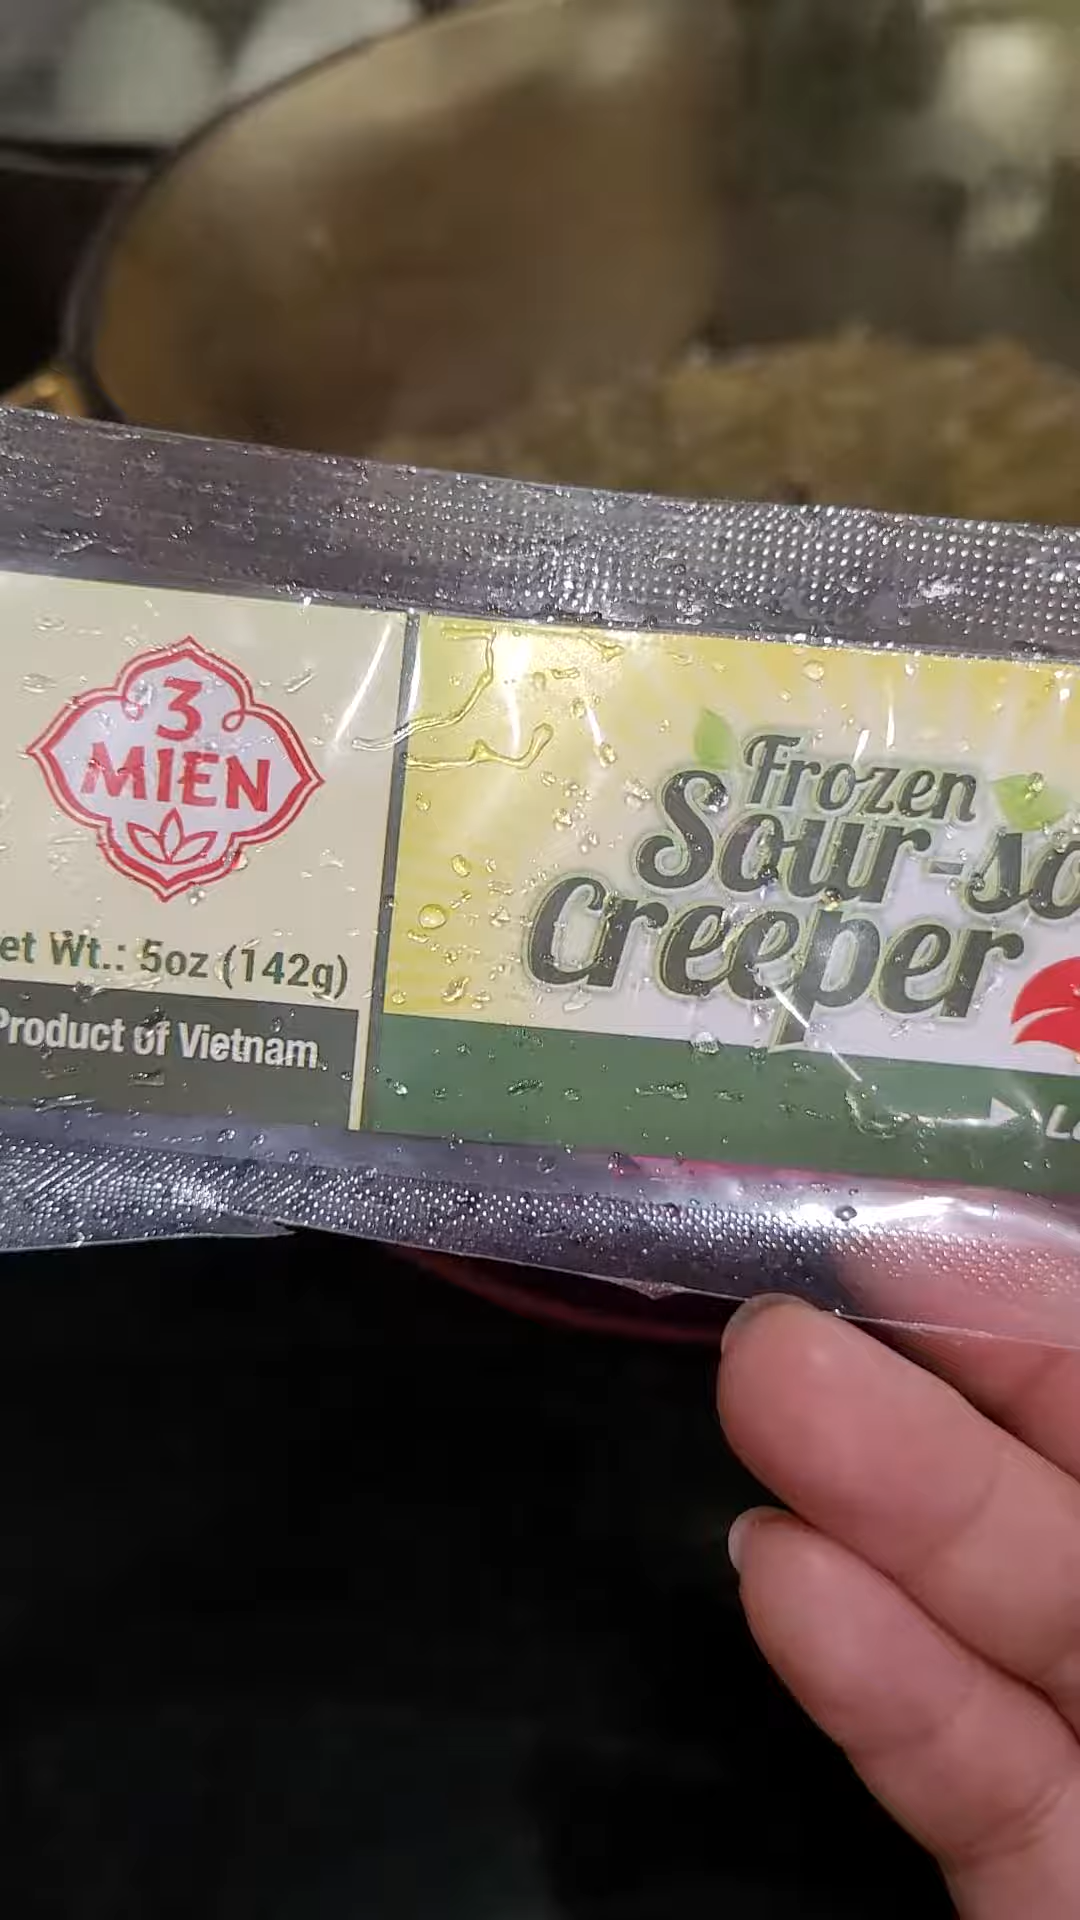 3
MIEN
et Wt.: 5oz (142g)
Product of Vietnam
Frozen
Sour-so
Creeper